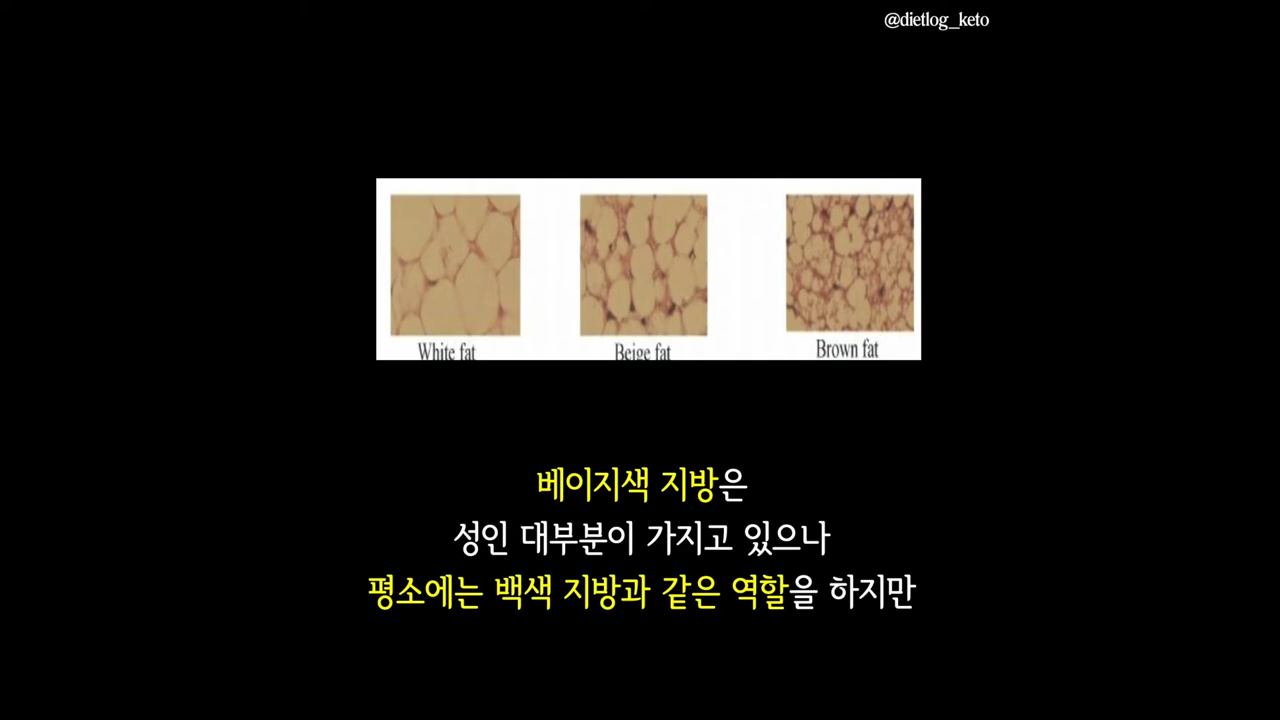 @dietlog_keto
White fat
Beige fat
Brown fat
베이지색 지방은
성인 대부분이 가지고 있으나
평소에는 백색 지방과 같은 역할을 하지만